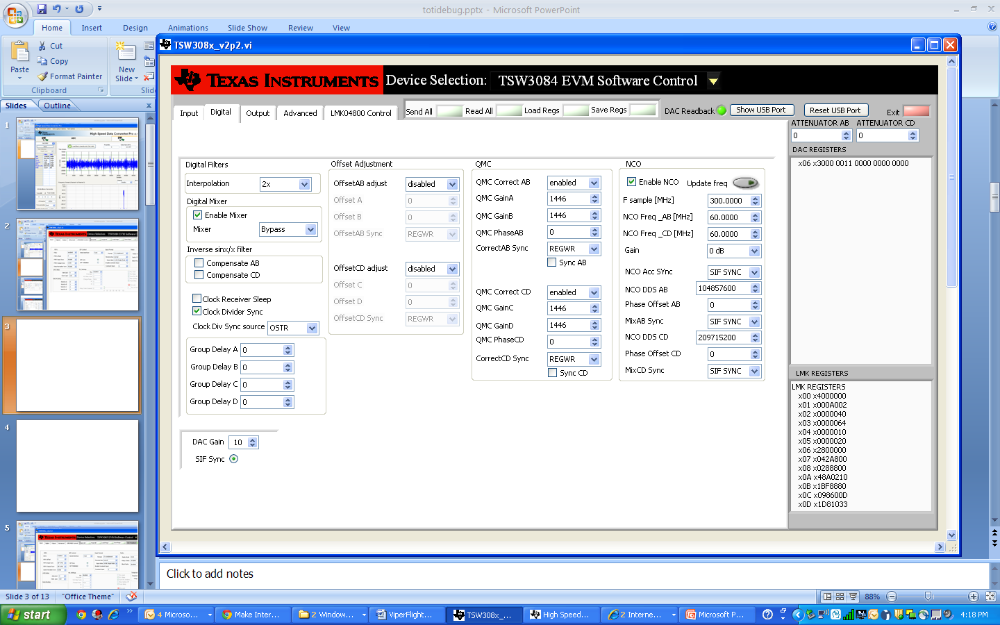 totidebug.pptx - Microsoft PowerPoint
Home Insert Design Animations Slide Show Review View
Cut
Copy
Format Painter
Paste
Clipboard
New
Slide
Slides Outline
1
2
3
4
5
TSW308x_v2p2.vi
TEXAS INSTRUMENTS Device Selection: TSW3084 EVM Software Control
Input Digital Output Advanced LMK04800 Control
Send All Read All Load Regs Save Regs DAC Readback Show USB Port Reset USB Port Exit
ATTENUATOR AB ATTENUATOR CD
0 0
DAC REGISTERS
x06 x3000 0011 0000 0000 0000
Digital Filters
Interpolation 2x
Digital Mixer
Enable Mixer
Mixer Bypass
Inverse sinx/x filter
Compensate AB
Compensate CD
Clock Receiver Sleep
Clock Divider Sync
Clock Div Sync source OSTR
Group Delay A 0
Group Delay B 0
Group Delay C 0
Group Delay D 0
DAC Gain 10
SIF Sync
Offset Adjustment
OffsetAB adjust disabled
Offset A 0
Offset B 0
OffsetAB Sync REGWR
OffsetCD adjust disabled
Offset C 0
Offset D 0
OffsetCD Sync REGWR
QMC
QMC Correct AB enabled
QMC GainA 1446
QMC GainB 1446
QMC PhaseAB 0
CorrectAB Sync REGWR
Sync AB
QMC Correct CD enabled
QMC GainC 1446
QMC GainD 1446
QMC PhaseCD 0
CorrectCD Sync REGWR
Sync CD
NCO
Enable NCO Update freq
F sample [MHz] 300.0000
NCO Freq _AB [MHz] 60.0000
NCO Freq _CD [MHz] 60.0000
Gain 0 dB
NCO Acc SYnc SIF SYNC
NCO DDS AB 104857600
Phase Offset AB 0
MixAB Sync SIF SYNC
NCO DDS CD 209715200
Phase Offset CD 0
MixCD Sync SIF SYNC
LMK REGISTERS
LMK REGISTERS
x00 x4000000
x01 x000A002
x02 x0000040
x03 x0000064
x04 x0000010
x05 x0000020
x06 x2800000
x07 x042A800
x08 x0288800
x0A x48A0210
x0B x1BF8880
x0C x098600D
x0D x1D81033
Click to add notes
Slide 3 of 13 "Office Theme" 88%
start 4 Microso... Make Inter... 2 Window... ViperFlight... TSW308x_... High Speed... 2 Interne... Microsoft P... 4:18 PM